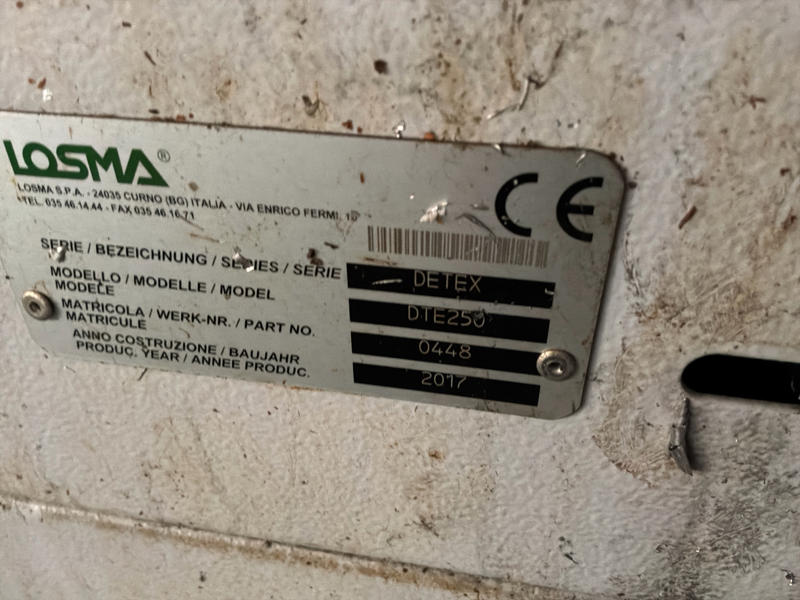 LOSMA®
LOSMA S.P.A. - 24035 CURNO (BG) ITALIA - VIA ENRICO FERMI, 16
TEL. 035 46.14.44 - FAX 035 46.16.71
CE
SERIE / BEZEICHNUNG / SERIES / SERIE DETEX
MODELLO / MODELLE / MODEL
MODELE DTE250
MATRICOLA / WERK-NR. / PART NO.
MATRICULE 0448
ANNO COSTRUZIONE / BAUJAHR
PRODUC. YEAR / ANNEE PRODUC. 2017